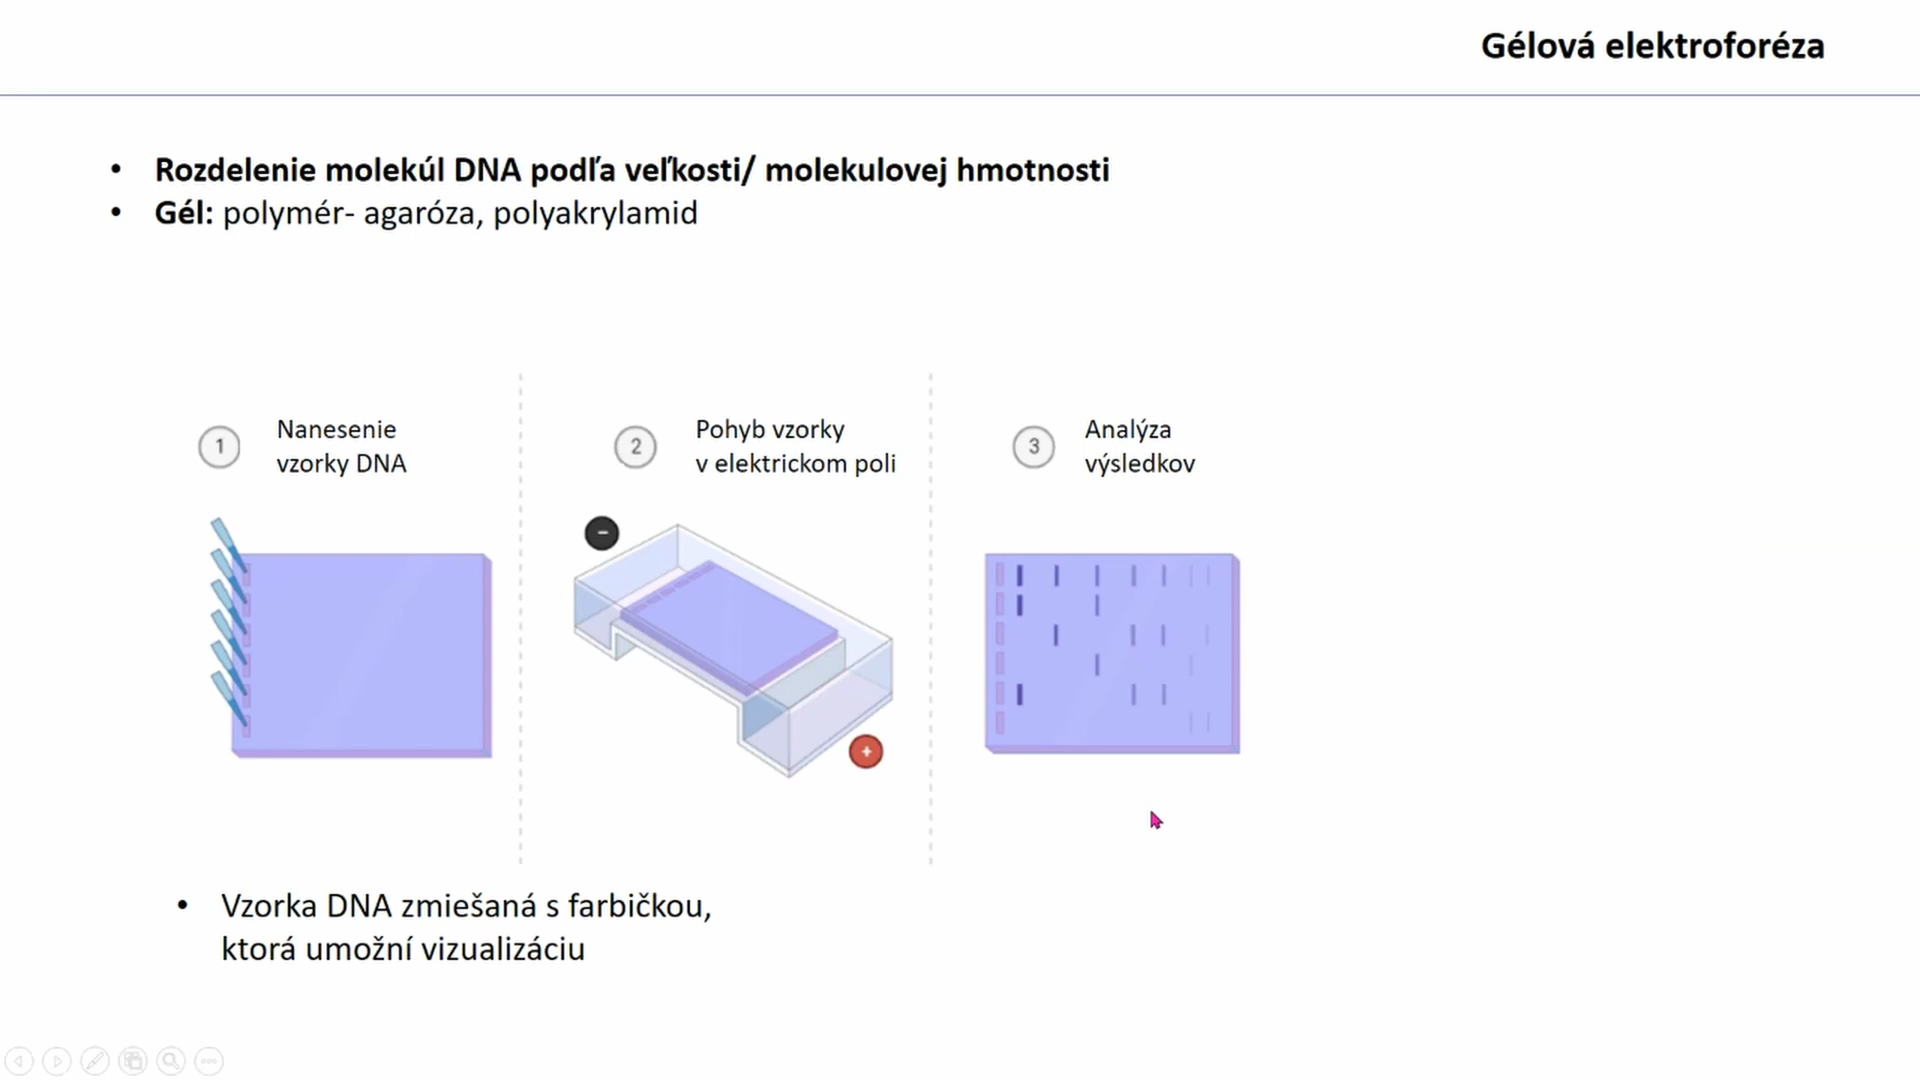 Gélová elektroforéza
• Rozdelenie molekúl DNA podľa veľkosti/ molekulovej hmotnosti
• Gél: polymér- agaróza, polyakrylamid
1
Nanesenie
vzorky DNA
2
Pohyb vzorky
v elektrickom poli
3
Analýza
výsledkov
-
+
• Vzorka DNA zmiešaná s farbičkou,
ktorá umožní vizualizáciu